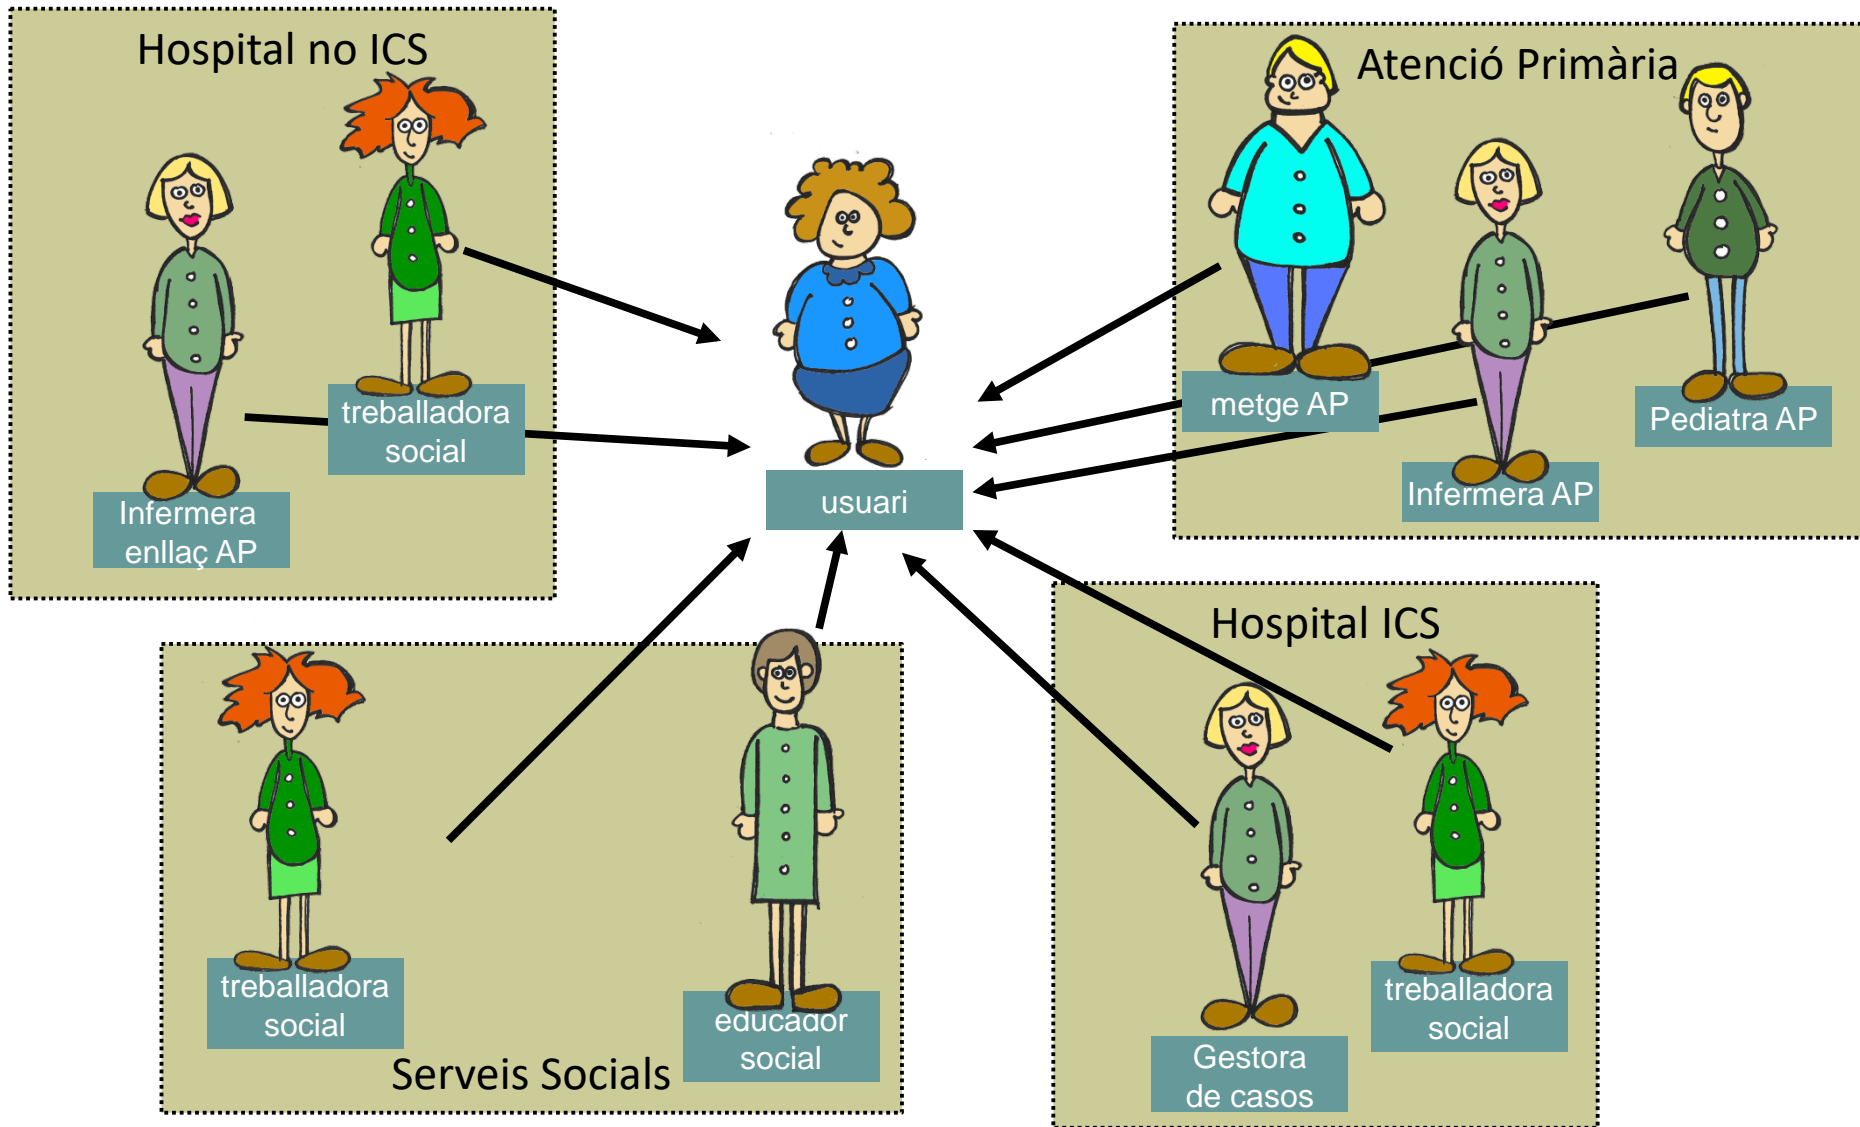 Hospital no ICS
treballadora
social
Infermera
enllaç AP
usuari
Atenció Primària
metge AP
Pediatra AP
Infermera AP
treballadora
social
educador
social
Serveis Socials
Hospital ICS
treballadora
social
Gestora
de casos